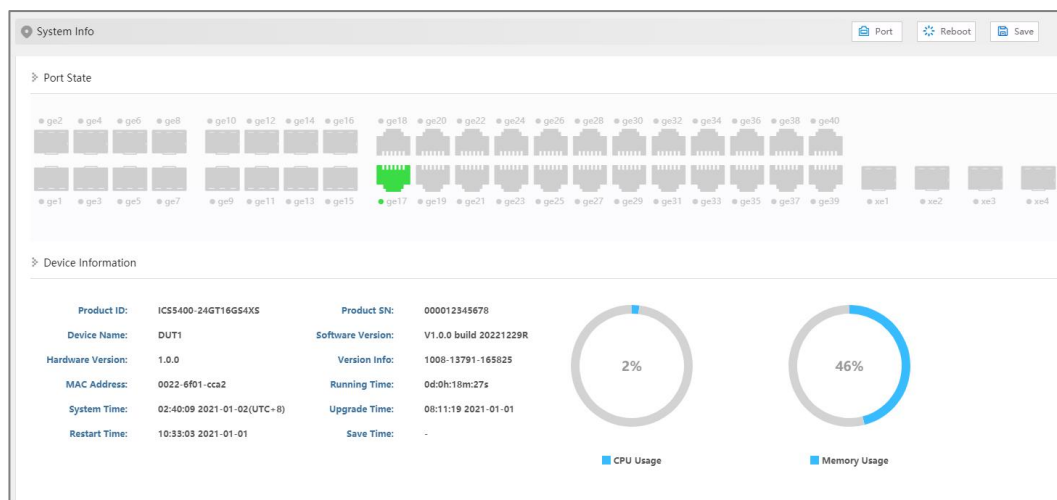 System Info Port Reboot Save
Port State
ge2 ge4 ge6 ge8 ge10 ge12 ge14 ge16 ge18 ge20 ge22 ge24 ge26 ge28 ge30 ge32 ge34 ge36 ge38 ge40
ge1 ge3 ge5 ge7 ge9 ge11 ge13 ge15 ge17 ge19 ge21 ge23 ge25 ge27 ge29 ge31 ge33 ge35 ge37 ge39 xe1 xe2 xe3 xe4
Device Information
Product ID: ICS5400-24GT16GS4XS Product SN: 000012345678
Device Name: DUT1 Software Version: V1.0.0 build 20221229R
Hardware Version: 1.0.0 Version Info: 1008-13791-165825
MAC Address: 0022-6f01-cca2 Running Time: 0d:0h:18m:27s
System Time: 02:40:09 2021-01-02(UTC+8) Upgrade Time: 08:11:19 2021-01-01
Restart Time: 10:33:03 2021-01-01 Save Time: -
2% 46%
CPU Usage Memory Usage